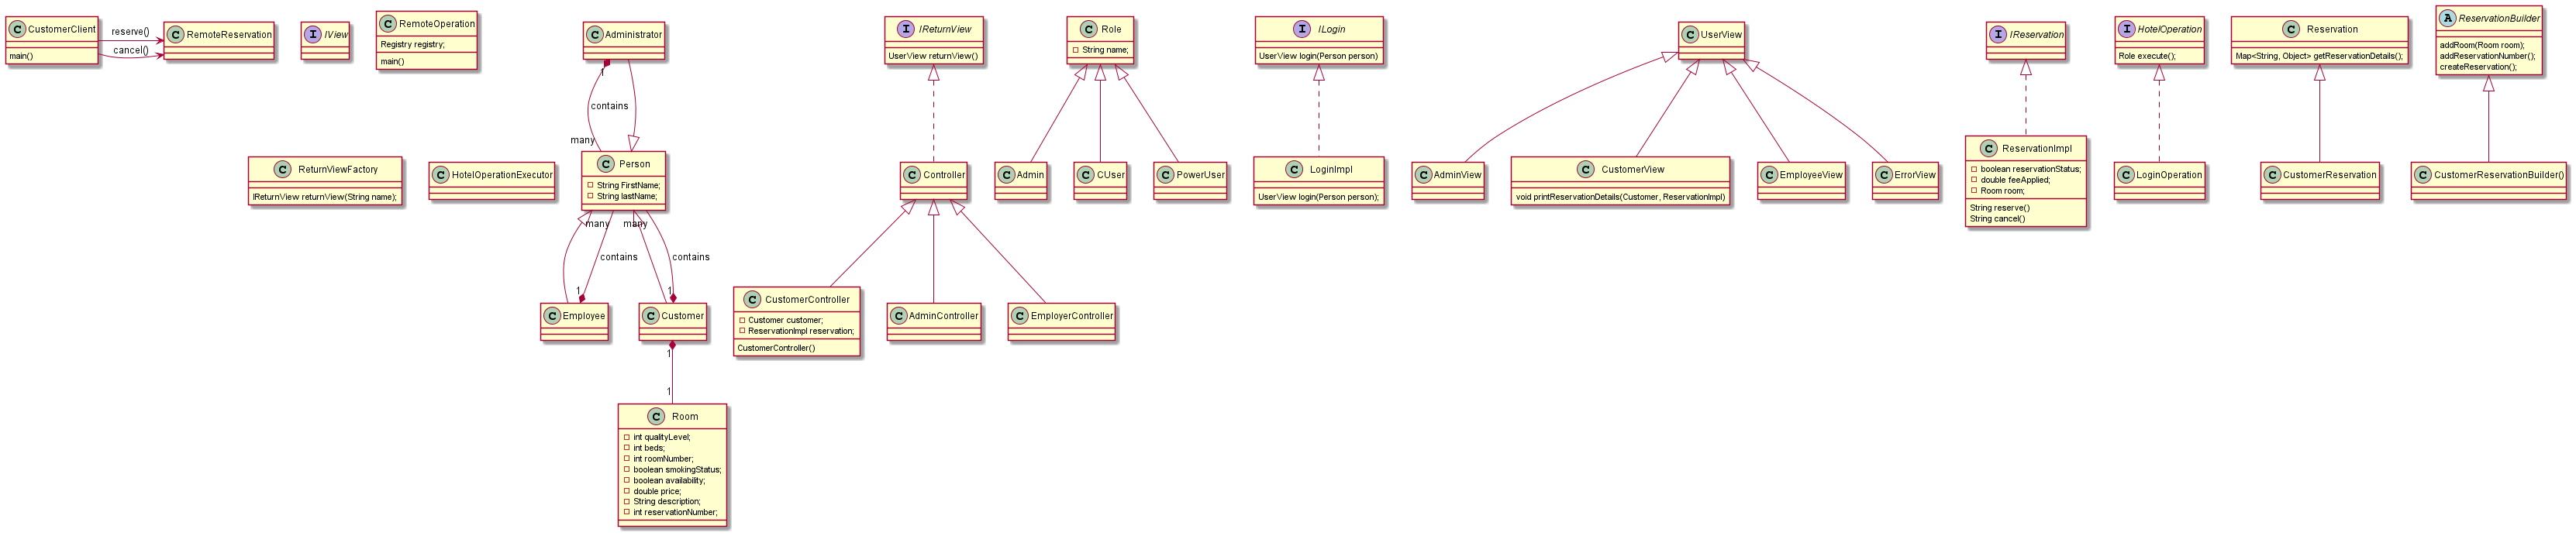 C CustomerClient
main()
reserve()
cancel()
C RemoteReservation
I IView
C RemoteOperation
Registry registry;
main()
C ReturnViewFactory
IReturnView returnView(String name);
C HotelOperationExecutor
C Administrator
1
contains
many
C Person
String FirstName;
String lastName;
many
many
contains
contains
1
1
C Employee
C Customer
1
1
C Room
int qualityLevel;
int beds;
int roomNumber;
boolean smokingStatus;
boolean availability;
double price;
String description;
int reservationNumber;
I IReturnView
UserView returnView()
C Controller
C CustomerController
Customer customer;
ReservationImpl reservation;
CustomerController()
C AdminController
C EmployerController
C Role
String name;
C Admin
C CUser
C PowerUser
I ILogin
UserView login(Person person)
C LoginImpl
UserView login(Person person);
C UserView
C AdminView
C CustomerView
void printReservationDetails(Customer, ReservationImpl)
C EmployeeView
C ErrorView
I IReservation
C ReservationImpl
boolean reservationStatus;
double feeApplied;
Room room;
String reserve()
String cancel()
I HotelOperation
Role execute();
C LoginOperation
C Reservation
Map<String, Object> getReservationDetails();
C CustomerReservation
A ReservationBuilder
addRoom(Room room);
addReservationNumber();
createReservation();
C CustomerReservationBuilder()